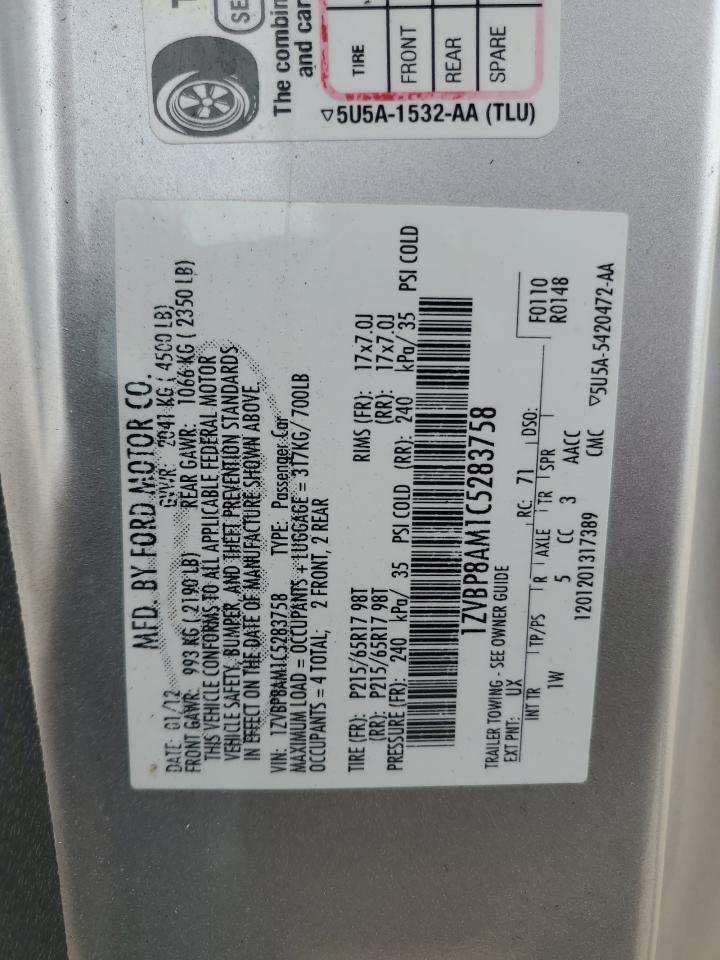 SE
The combin
and car
TIRE
FRONT
REAR
SPARE
▽5U5A-1532-AA (TLU)
MFD. BY FORD MOTOR CO.
DATE: 01/12 GVWR: 2041 KG ( 4500 LB)
FRONT GAWR: 993 KG ( 2190 LB) REAR GAWR: 1066 KG ( 2350 LB)
THIS VEHICLE CONFORMS TO ALL APPLICABLE FEDERAL MOTOR
VEHICLE SAFETY, BUMPER, AND THEFT PREVENTION STANDARDS
IN EFFECT ON THE DATE OF MANUFACTURE SHOWN ABOVE.
VIN: 1ZVBP8AM1C5283758 TYPE: Passenger Car
MAXIMUM LOAD = OCCUPANTS + LUGGAGE = 317KG/ 700LB
OCCUPANTS = 4 TOTAL; 2 FRONT, 2 REAR
TIRE (FR): P215/65R17 98T RIMS (FR): 17x7.0J
(RR): P215/65R17 98T (RR): 17x7.0J
PRESSURE (FR): 240 kPa/ 35 PSI COLD (RR): 240 kPa/ 35 PSI COLD
1ZVBP8AM1C5283758
TRAILER TOWING - SEE OWNER GUIDE
EXT PNT: UX RC: 71 DSO: F0110
R0148
INT TR TP/PS R AXLE TR SPR
1W 5 CC 3 AACC
1201201317389 CMC ▽5U5A-5420472-AA